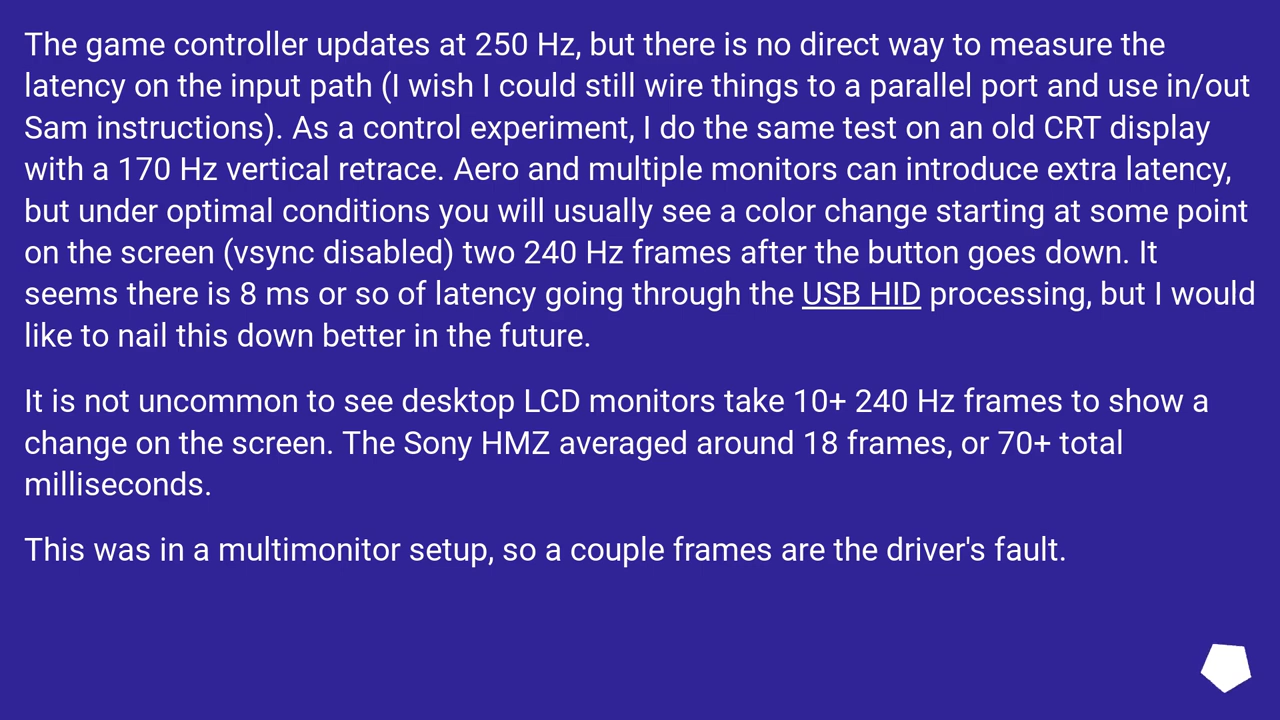 The game controller updates at 250 Hz, but there is no direct way to measure the
latency on the input path (I wish I could still wire things to a parallel port and use in/out
Sam instructions). As a control experiment, I do the same test on an old CRT display
with a 170 Hz vertical retrace. Aero and multiple monitors can introduce extra latency,
but under optimal conditions you will usually see a color change starting at some point
on the screen (vsync disabled) two 240 Hz frames after the button goes down. It
seems there is 8 ms or so of latency going through the USB HID processing, but I would
like to nail this down better in the future.
It is not uncommon to see desktop LCD monitors take 10+ 240 Hz frames to show a
change on the screen. The Sony HMZ averaged around 18 frames, or 70+ total
milliseconds.
This was in a multimonitor setup, so a couple frames are the driver's fault.